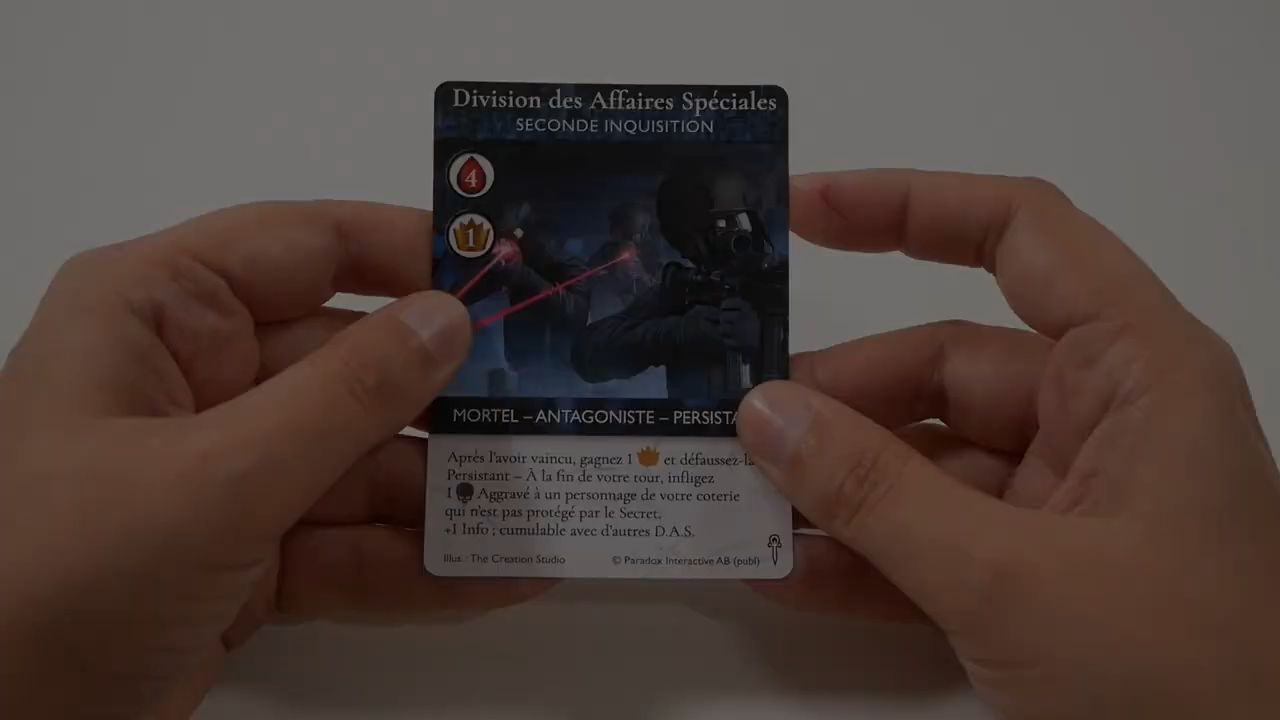 Division des Affaires Spéciales
SECONDE INQUISITION
4
1
MORTEL – ANTAGONISTE –
Après l'avoir vaincu, gagnez 1 et défaussez-la
Persistant – À la fin de votre tour, infligez
1 Aggravé à un personnage de votre coterie
qui n'est pas protégé par le Secret.
+1 Info ; cumulable avec d'autres D.A.S.
Illus. : The Creation Studio © Paradox Interactive AB (publ)